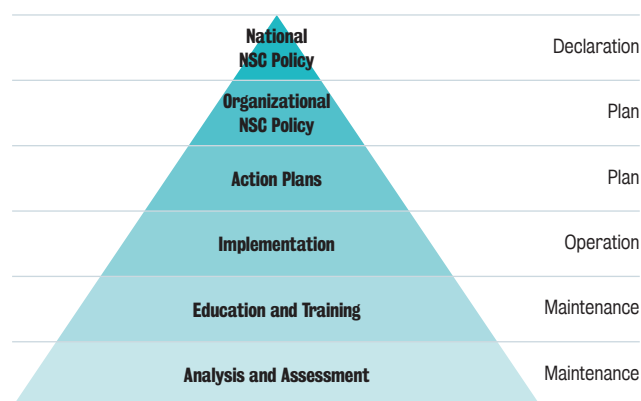 National
NSC Policy
Declaration
Organizational
NSC Policy
Plan
Action Plans
Plan
Implementation
Operation
Education and Training
Maintenance
Analysis and Assessment
Maintenance